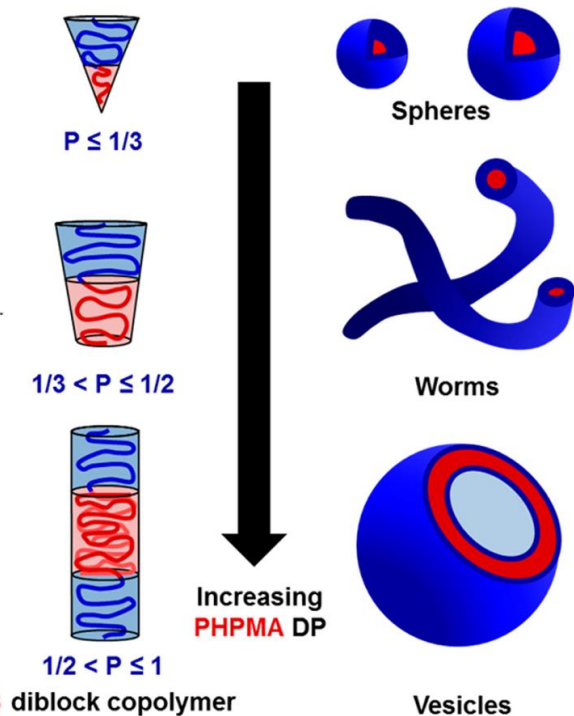 Spheres
P ≤ 1/3
1/3 < P ≤ 1/2
Worms
Increasing
PHPMA DP
1/2 < P ≤ 1
diblock copolymer
Vesicles